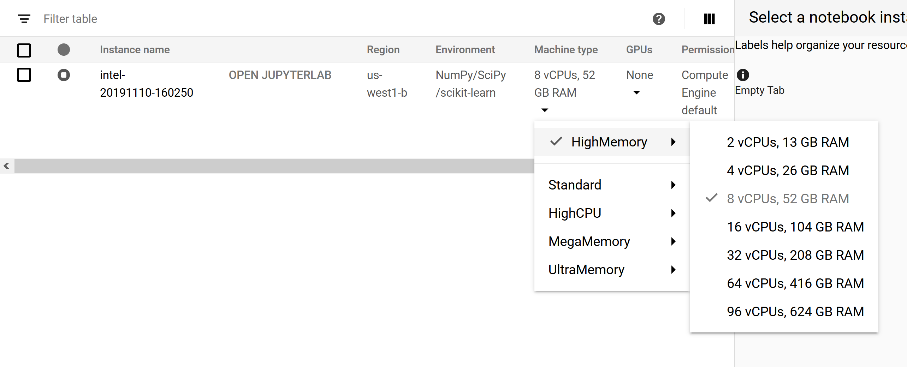 Filter table
Select a notebook inst
Instance name
Region
Environment
Machine type
GPUs
Permission
Labels help organize your resource
intel-
20191110-160250
OPEN JUPYTERLAB
us-
west1-b
NumPy/SciPy
/scikit-learn
8 vCPUs, 52
GB RAM
None
Compute
Engine
default
Empty Tab
HighMemory
Standard
HighCPU
MegaMemory
UltraMemory
2 vCPUs, 13 GB RAM
4 vCPUs, 26 GB RAM
8 vCPUs, 52 GB RAM
16 vCPUs, 104 GB RAM
32 vCPUs, 208 GB RAM
64 vCPUs, 416 GB RAM
96 vCPUs, 624 GB RAM